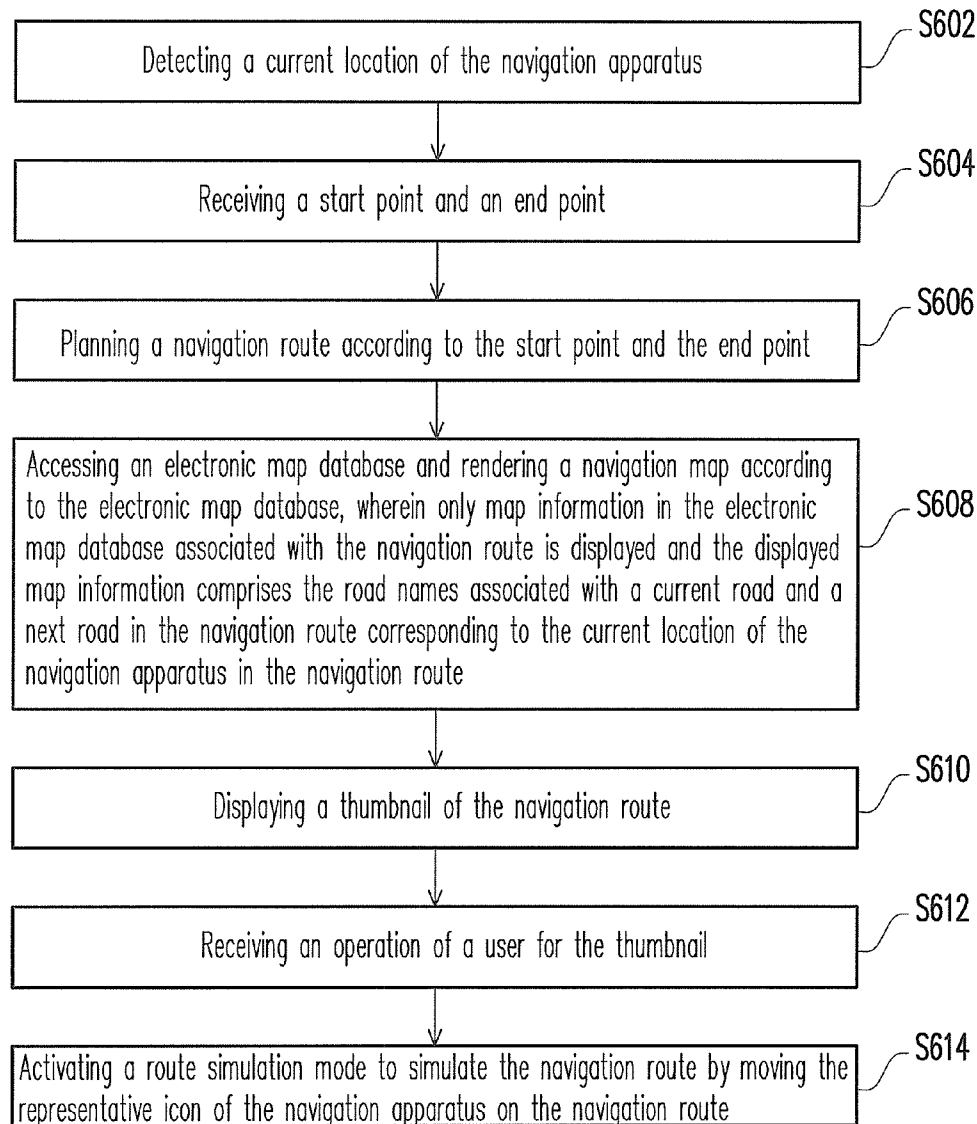 S602
Detecting a current location of the navigation apparatus
S604
Receiving a start point and an end point
S606
Planning a navigation route according to the start point and the end point
S608
Accessing an electronic map database and rendering a navigation map according
to the electronic map database, wherein only map information in the electronic
map database associated with the navigation route is displayed and the displayed
map information comprises the road names associated with a current road and a
next road in the navigation route corresponding to the current location of the
navigation apparatus in the navigation route
S610
Displaying a thumbnail of the navigation route
S612
Receiving an operation of a user for the thumbnail
S614
Activating a route simulation mode to simulate the navigation route by moving the
representative icon of the navigation apparatus on the navigation route